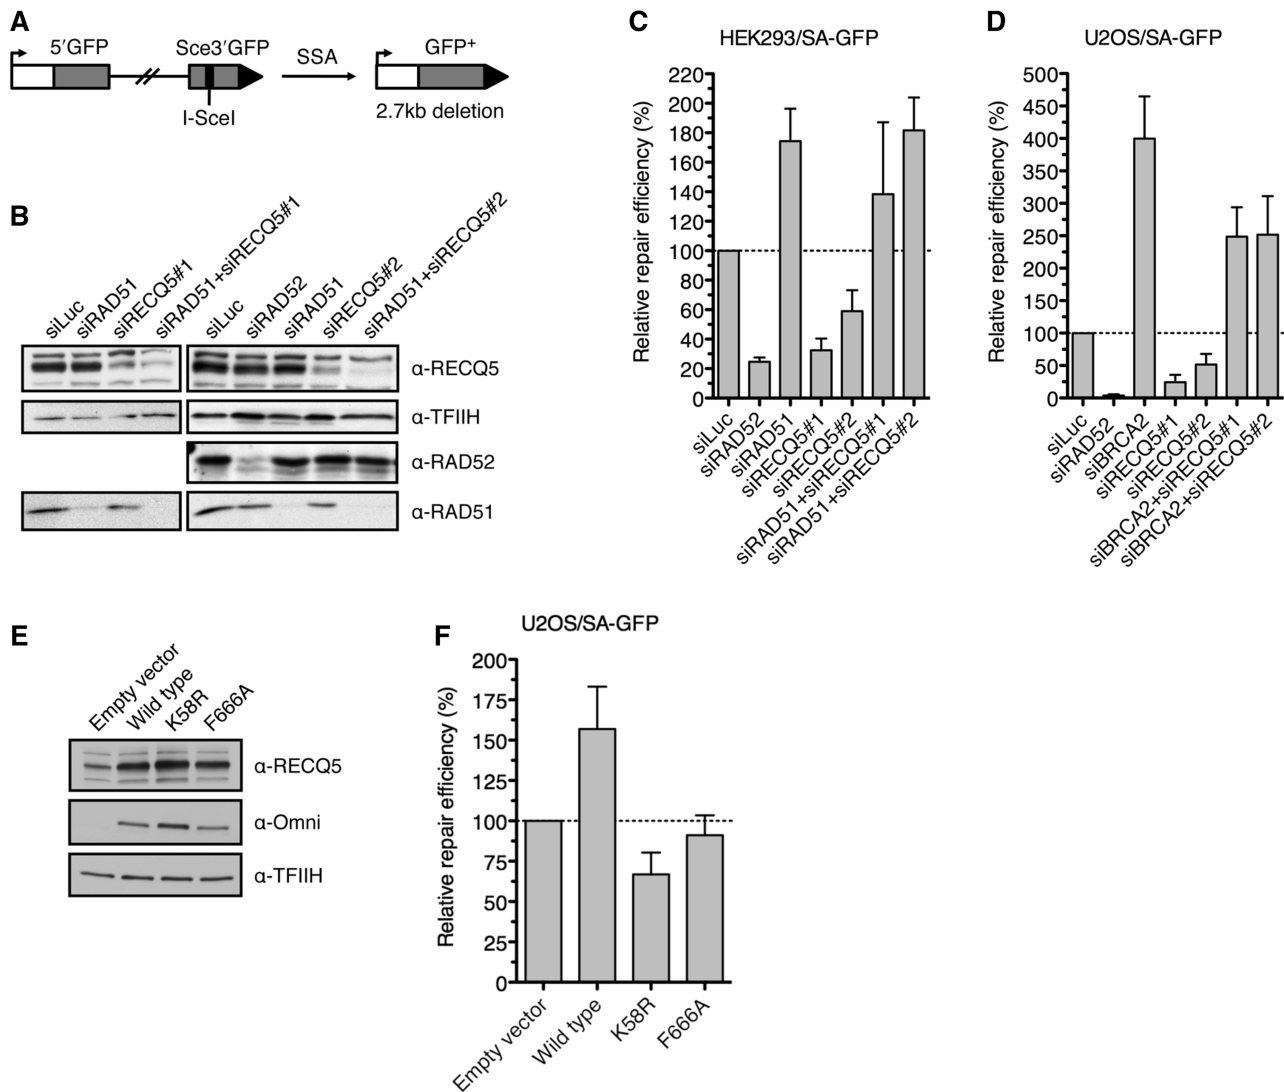 A
5′GFP
Sce3′GFP
I-SceI
SSA
GFP⁺
2.7kb deletion
B
siLuc
siRAD51
siRECQ5#1
siRAD51+siRECQ5#1
siLuc
siRAD52
siRAD51
siRECQ5#2
siRAD51+siRECQ5#2
α-RECQ5
α-TFIIH
α-RAD52
α-RAD51
C
HEK293/SA-GFP
Relative repair efficiency (%)
220
200
180
160
140
120
100
80
60
40
20
0
siLuc
siRAD52
siRAD51
siRECQ5#1
siRECQ5#2
siRAD51+siRECQ5#1
siRAD51+siRECQ5#2
D
U2OS/SA-GFP
Relative repair efficiency (%)
500
450
400
350
300
250
200
150
100
50
0
siLuc
siRAD52
siBRCA2
siRECQ5#1
siRECQ5#2
siBRCA2+siRECQ5#1
siBRCA2+siRECQ5#2
E
Empty vector
Wild type
K58R
F666A
α-RECQ5
α-Omni
α-TFIIH
F
U2OS/SA-GFP
Relative repair efficiency (%)
200
175
150
125
100
75
50
25
0
Empty vector
Wild type
K58R
F666A